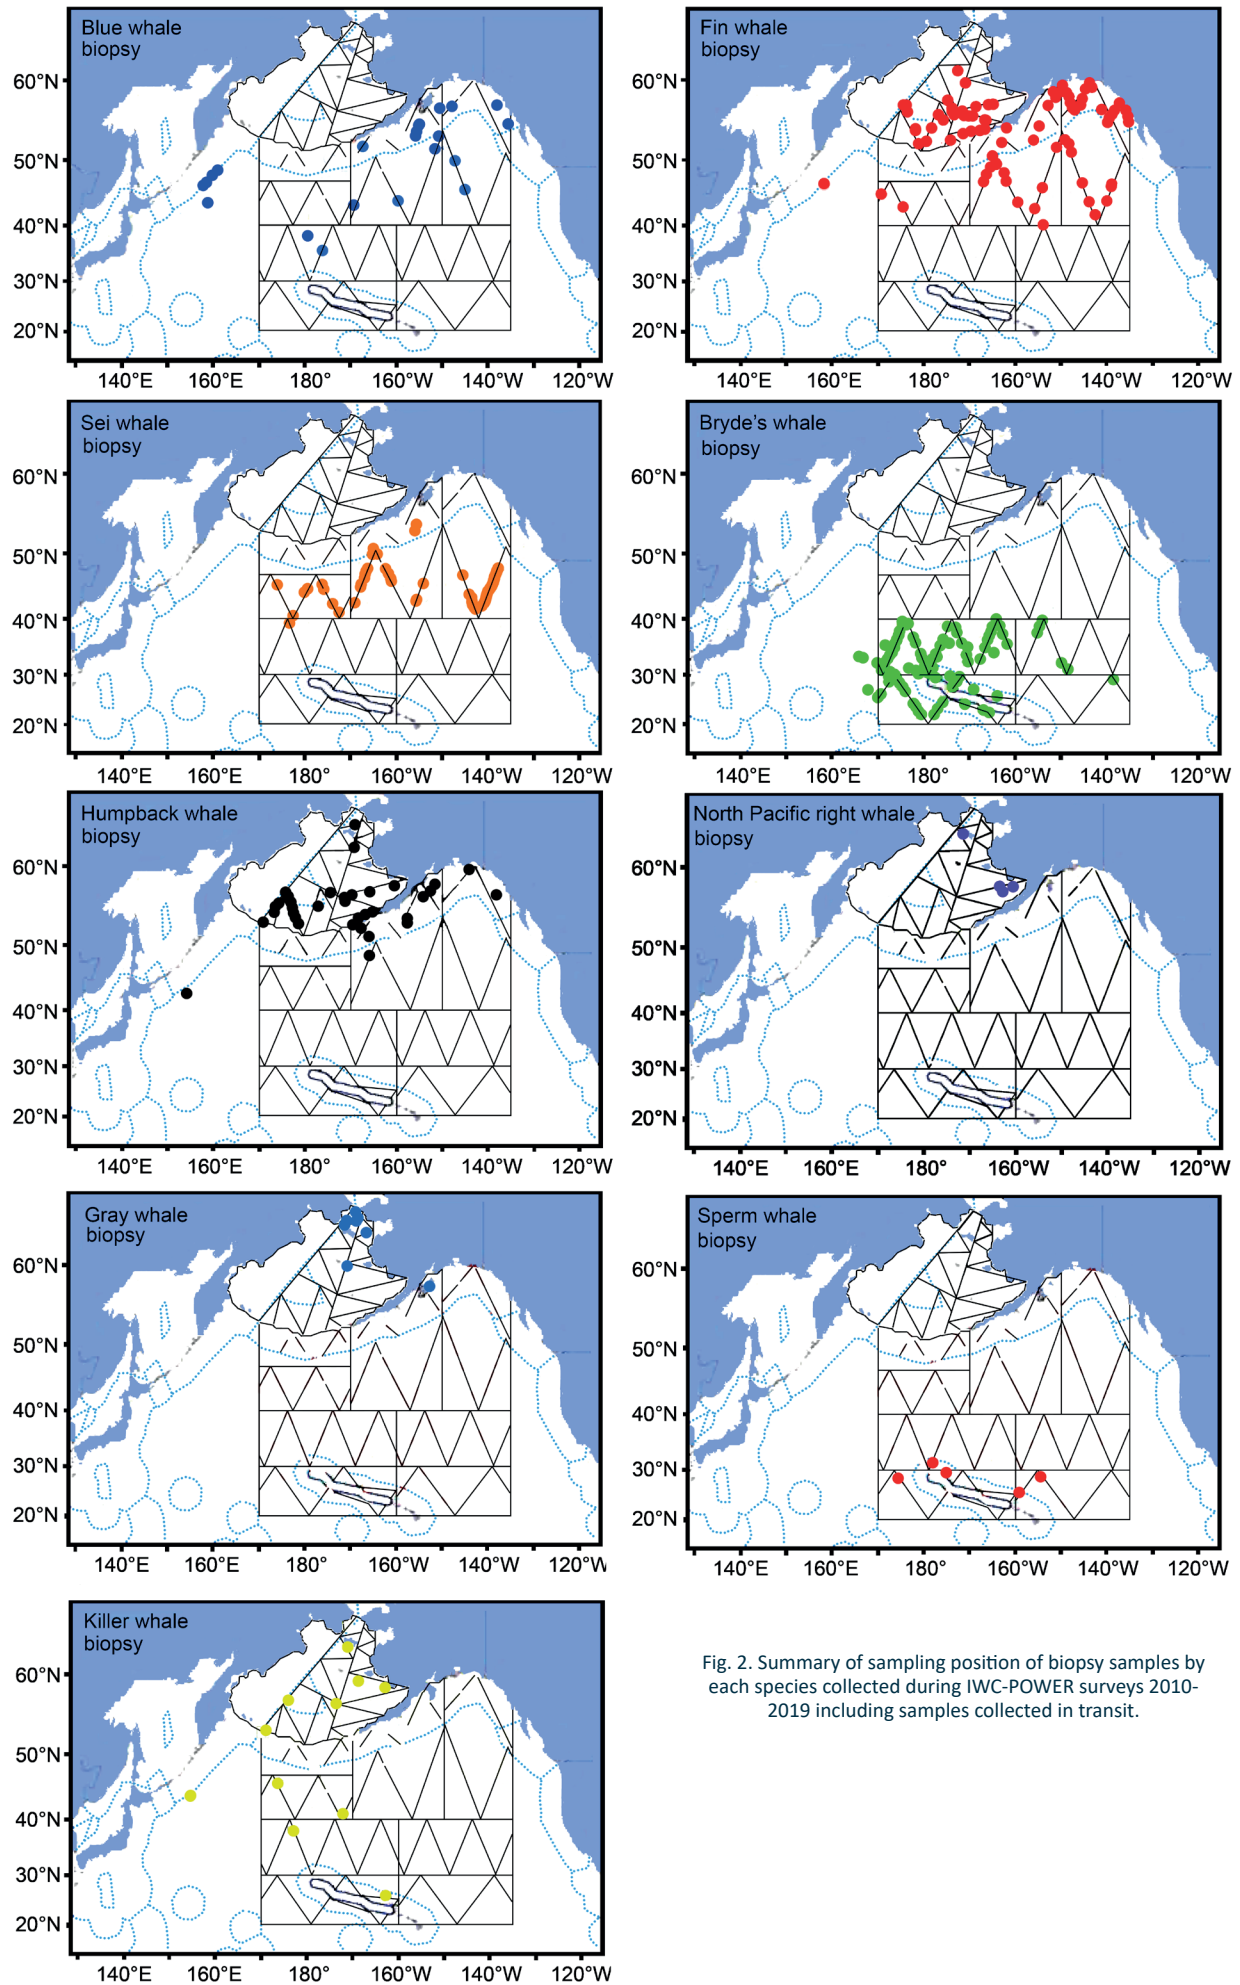 Blue whale
biopsy
60°N
50°N
40°N
30°N
20°N
140°E
160°E
180°
160°W
140°W
120°W
Fin whale
biopsy
60°N
50°N
40°N
30°N
20°N
140°E
160°E
180°
160°W
140°W
120°W
Sei whale
biopsy
60°N
50°N
40°N
30°N
20°N
140°E
160°E
180°
160°W
140°W
120°W
Bryde's whale
biopsy
60°N
50°N
40°N
30°N
20°N
140°E
160°E
180°
160°W
140°W
120°W
Humpback whale
biopsy
60°N
50°N
40°N
30°N
20°N
140°E
160°E
180°
160°W
140°W
120°W
North Pacific right whale
biopsy
60°N
50°N
40°N
30°N
20°N
140°E
160°E
180°
160°W
140°W
120°W
Gray whale
biopsy
60°N
50°N
40°N
30°N
20°N
140°E
160°E
180°
160°W
140°W
120°W
Sperm whale
biopsy
60°N
50°N
40°N
30°N
20°N
140°E
160°E
180°
160°W
140°W
120°W
Killer whale
biopsy
60°N
50°N
40°N
30°N
20°N
140°E
160°E
180°
160°W
140°W
120°W
Fig. 2. Summary of sampling position of biopsy samples by
each species collected during IWC-POWER surveys 2010-
2019 including samples collected in transit.